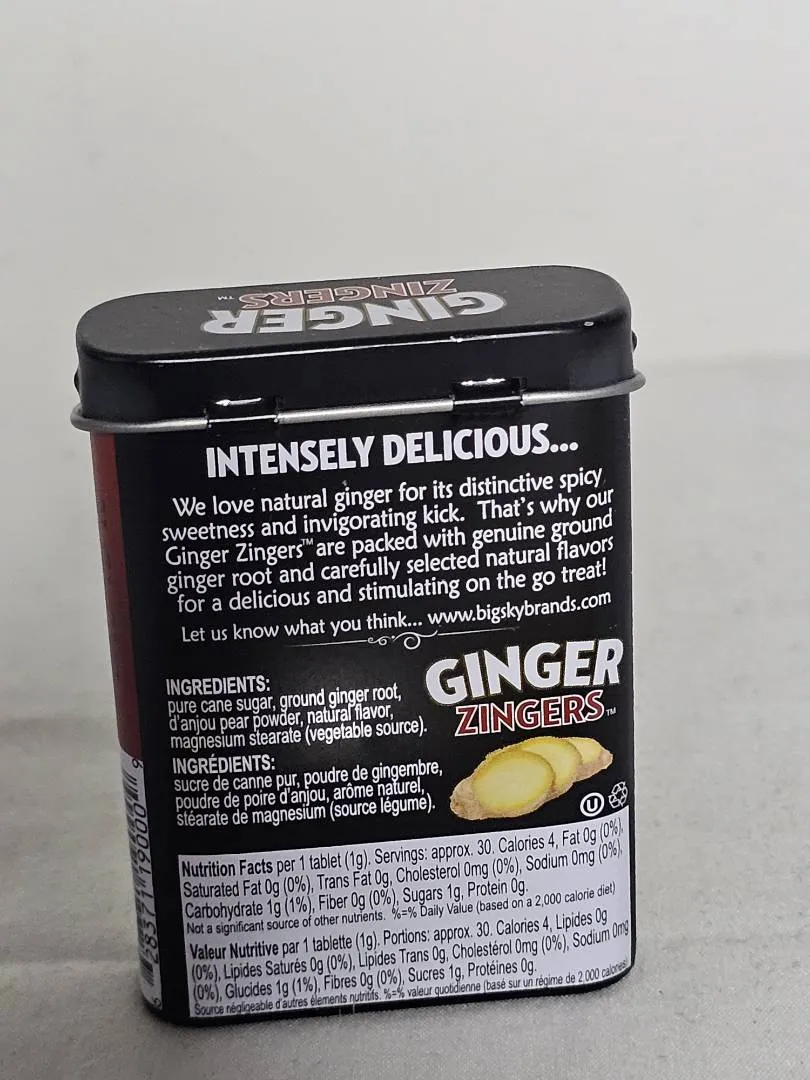 GINGER
ZINGERS™
INTENSELY DELICIOUS...
We love natural ginger for its distinctive spicy
sweetness and invigorating kick. That's why our
Ginger Zingers™ are packed with genuine ground
ginger root and carefully selected natural flavors
for a delicious and stimulating on the go treat!
Let us know what you think... www.bigskybrands.com
GINGER
ZINGERS™
INGREDIENTS:
pure cane sugar, ground ginger root,
d'anjou pear powder, natural flavor,
magnesium stearate (vegetable source).
INGRÉDIENTS:
sucre de canne pur, poudre de gingembre,
poudre de poire d'anjou, arôme naturel,
stéarate de magnesium (source légume).
U
Nutrition Facts per 1 tablet (1g). Servings: approx. 30. Calories 4, Fat 0g (0%),
Saturated Fat 0g (0%), Trans Fat 0g, Cholesterol 0mg (0%), Sodium 0mg (0%),
Carbohydrate 1g (1%), Fiber 0g (0%), Sugars 1g, Protein 0g.
Not a significant source of other nutrients. %=% Daily Value (based on a 2,000 calorie diet)
Valeur Nutritive par 1 tablette (1g). Portions: approx. 30. Calories 4, Lipides 0g
(0%), Lipides Saturés 0g (0%), Lipides Trans 0g, Cholestérol 0mg (0%), Sodium 0mg
(0%), Glucides 1g (1%), Fibres 0g (0%), Sucres 1g, Protéines 0g.
Source négligeable d'autres élements nutritifs. %=% valeur quotidienne (basé sur un régime de 2,000 calories
6 28371 19000 9